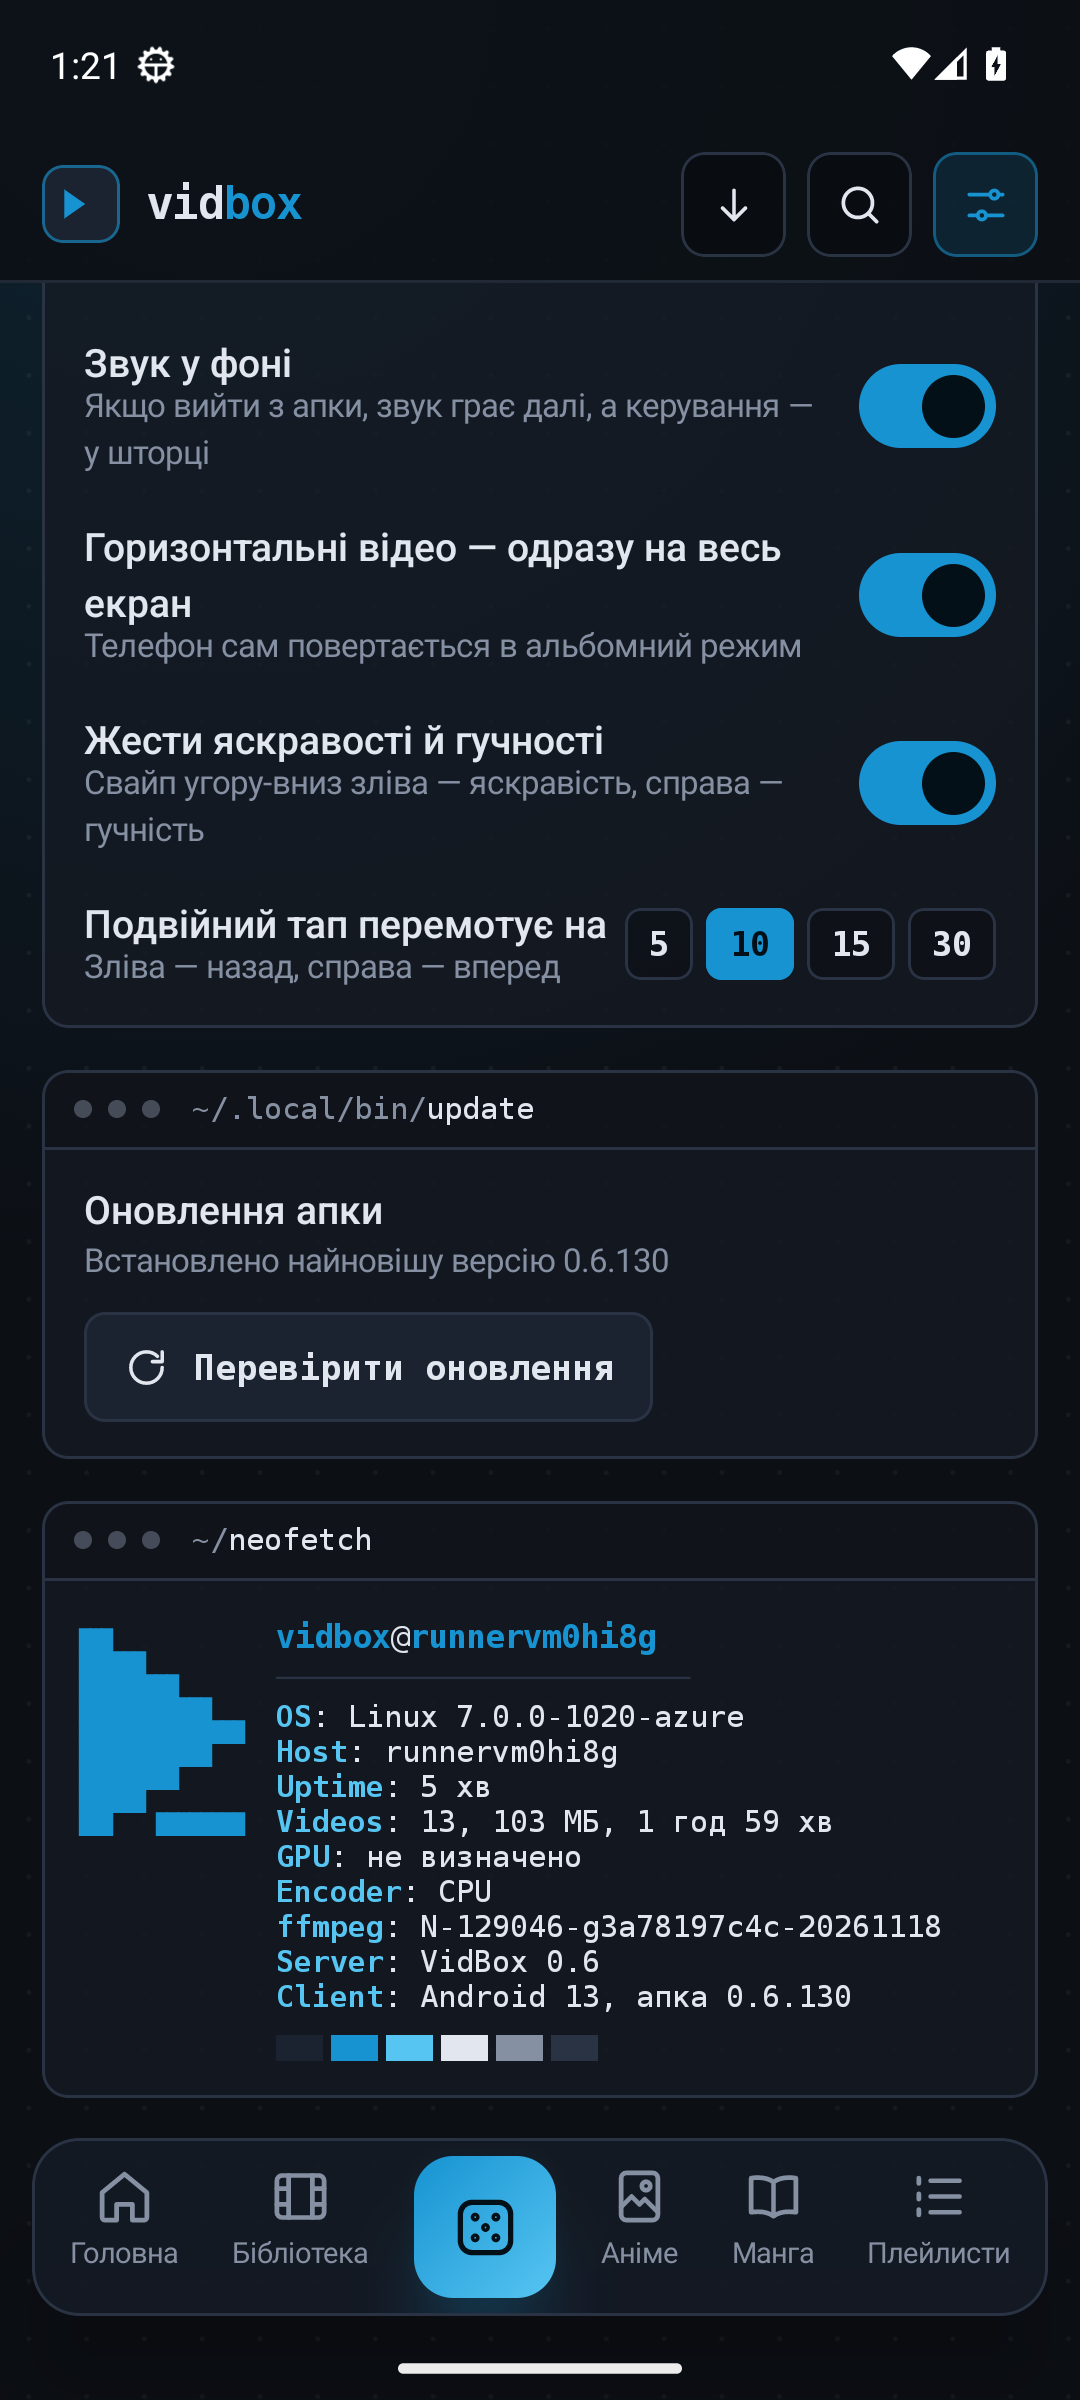 1:21
vidbox
Звук у фоні
Якщо вийти з апки, звук грає далі, а керування —
у шторці
Горизонтальні відео — одразу на весь
екран
Телефон сам повертається в альбомний режим
Жести яскравості й гучності
Свайп угору-вниз зліва — яскравість, справа —
гучність
Подвійний тап перемотує на
Зліва — назад, справа — вперед
5 10 15 30
~/.local/bin/update
Оновлення апки
Встановлено найновішу версію 0.6.130
Перевірити оновлення
~/neofetch
vidbox@runnervm0hi8g
OS: Linux 7.0.0-1020-azure
Host: runnervm0hi8g
Uptime: 5 хв
Videos: 13, 103 МБ, 1 год 59 хв
GPU: не визначено
Encoder: CPU
ffmpeg: N-129046-g3a78197c4c-20261118
Server: VidBox 0.6
Client: Android 13, апка 0.6.130
Головна Бібліотека Аніме Манга Плейлисти